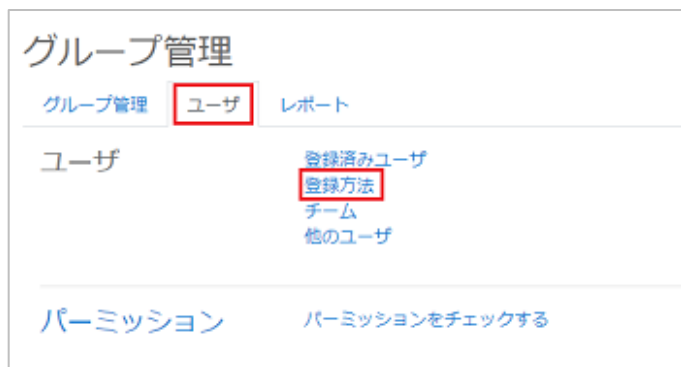 グループ管理
グループ管理 ユーザ レポート
ユーザ 登録済みユーザ
登録方法
チーム
他のユーザ
パーミッション パーミッションをチェックする